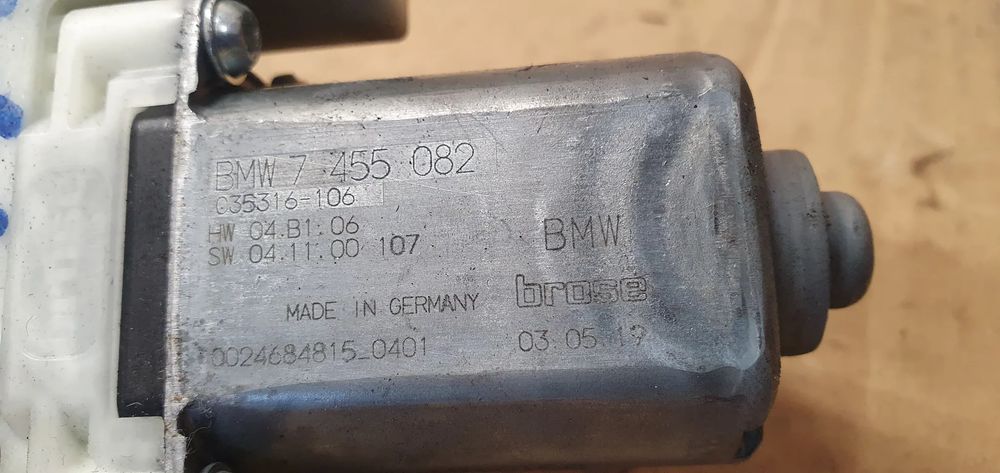 BMW 7 455 082
C35316-106
HW 04.B1.06
SW 04.11.00 107
BMW
MADE IN GERMANY
brose
0024684815_0401
03.05.19